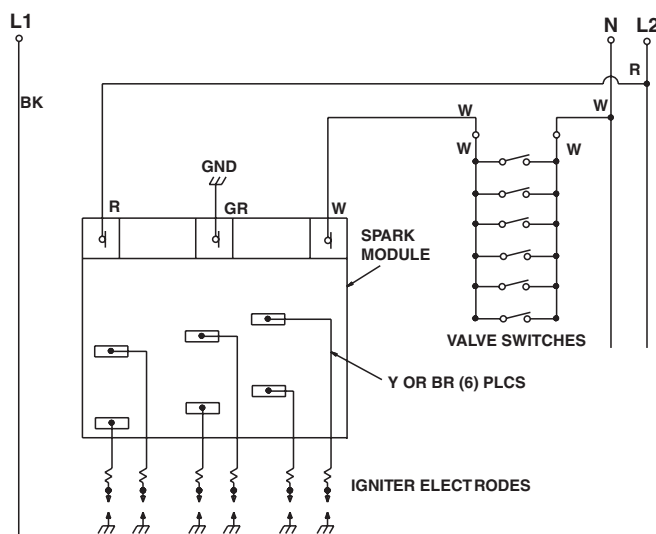 L1
N L2
R
BK
W
W
W
W
GND
R
GR
W
SPARK
MODULE
VALVE SWITCHES
Y OR BR (6) PLCS
IGNITER ELECTRODES